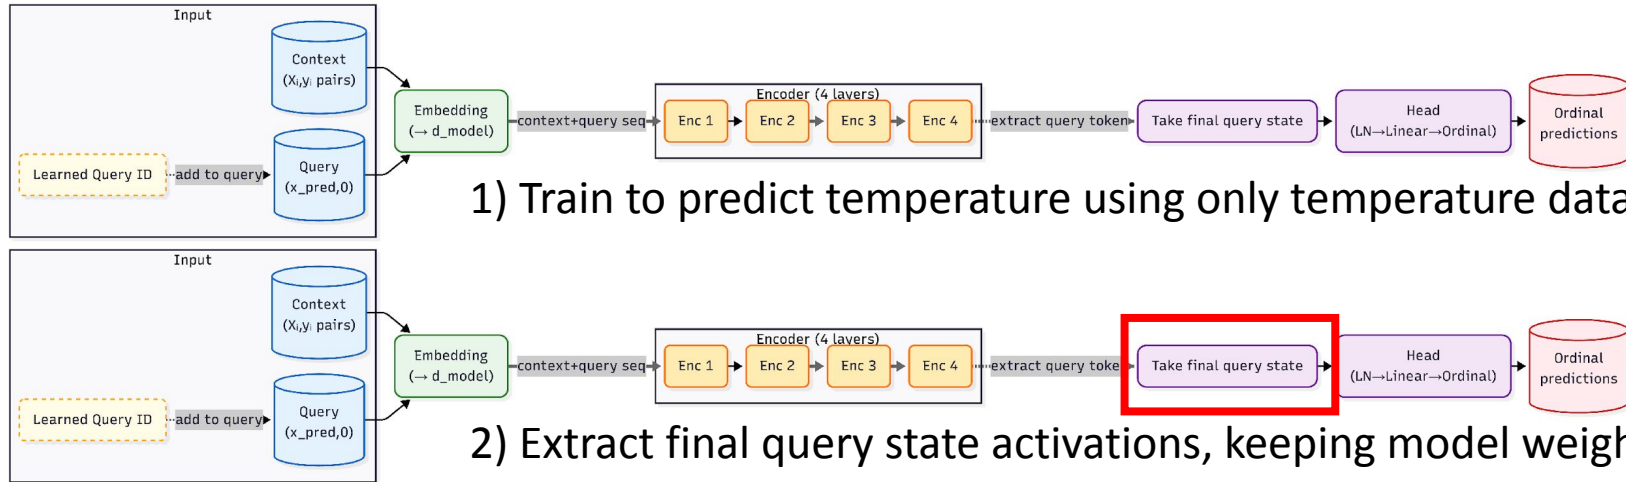 Input
Context
(Xᵢ,yᵢ pairs)
Learned Query ID
add to query
Query
(x_pred,0)
Embedding
(→ d_model)
context+query seq
Encoder (4 layers)
Enc 1
Enc 2
Enc 3
Enc 4
extract query token
Take final query state
Head
(LN→Linear→Ordinal)
Ordinal
predictions
1) Train to predict temperature using only temperature data
Input
Context
(Xᵢ,yᵢ pairs)
Learned Query ID
add to query
Query
(x_pred,0)
Embedding
(→ d_model)
context+query seq
Encoder (4 layers)
Enc 1
Enc 2
Enc 3
Enc 4
extract query token
Take final query state
Head
(LN→Linear→Ordinal)
Ordinal
predictions
2) Extract final query state activations, keeping model